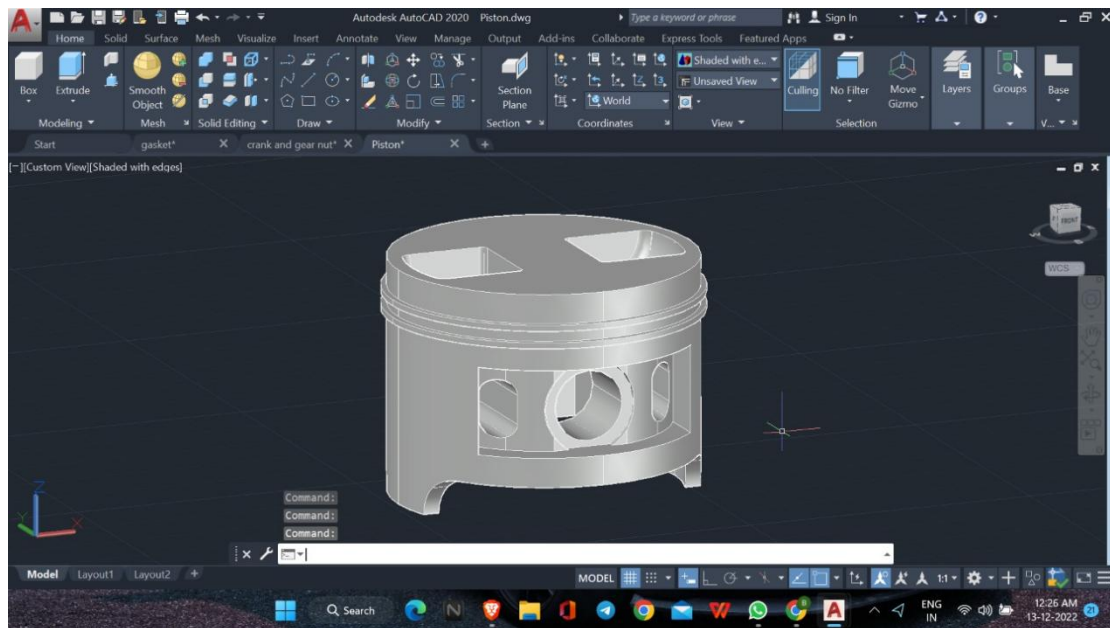 Autodesk AutoCAD 2020 Piston.dwg Type a keyword or phrase Sign In
Home Solid Surface Mesh Visualize Insert Annotate View Manage Output Add-ins Collaborate Express Tools Featured Apps
Shaded with e...
Unsaved View
World
Box Extrude Smooth Object Section Plane Culling No Filter Move Gizmo Layers Groups Base
Modeling Mesh Solid Editing Draw Modify Section Coordinates View Selection V...
Start gasket* crank and gear nut* Piston*
[−][Custom View][Shaded with edges]
FRONT
WCS
Z
Y X
Command:
Command:
Command:
Model Layout1 Layout2 +
MODEL 1:1
Search ENG IN 12:26 AM 13-12-2022 21